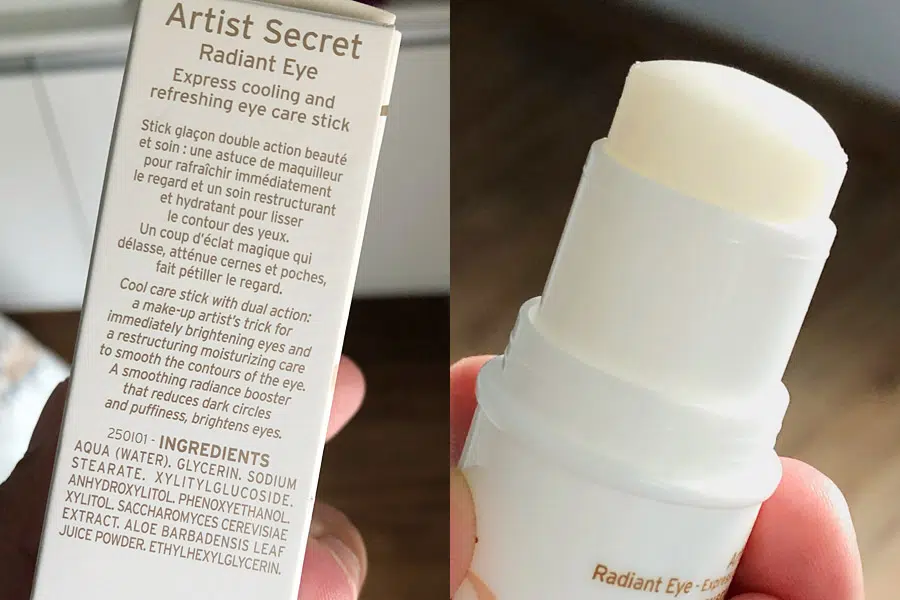 Artist Secret
Radiant Eye
Express cooling and
refreshing eye care stick
Stick glaçon double action beauté
et soin : une astuce de maquilleur
pour rafraîchir immédiatement
le regard et un soin restructurant
et hydratant pour lisser
le contour des yeux.
Un coup d'éclat magique qui
délasse, atténue cernes et poches,
fait pétiller le regard.
Cool care stick with dual action:
a make-up artist's trick for
immediately brightening eyes and
a restructuring moisturizing care
to smooth the contours of the eye.
A smoothing radiance booster
that reduces dark circles
and puffiness, brightens eyes.
250101 - INGREDIENTS
AQUA (WATER). GLYCERIN. SODIUM
STEARATE. XYLITYLGLUCOSIDE.
ANHYDROXYLITOL. PHENOXYETHANOL.
XYLITOL. SACCHAROMYCES CEREVISIAE
EXTRACT. ALOE BARBADENSIS LEAF
JUICE POWDER. ETHYLHEXYLGLYCERIN.
Radiant Eye -